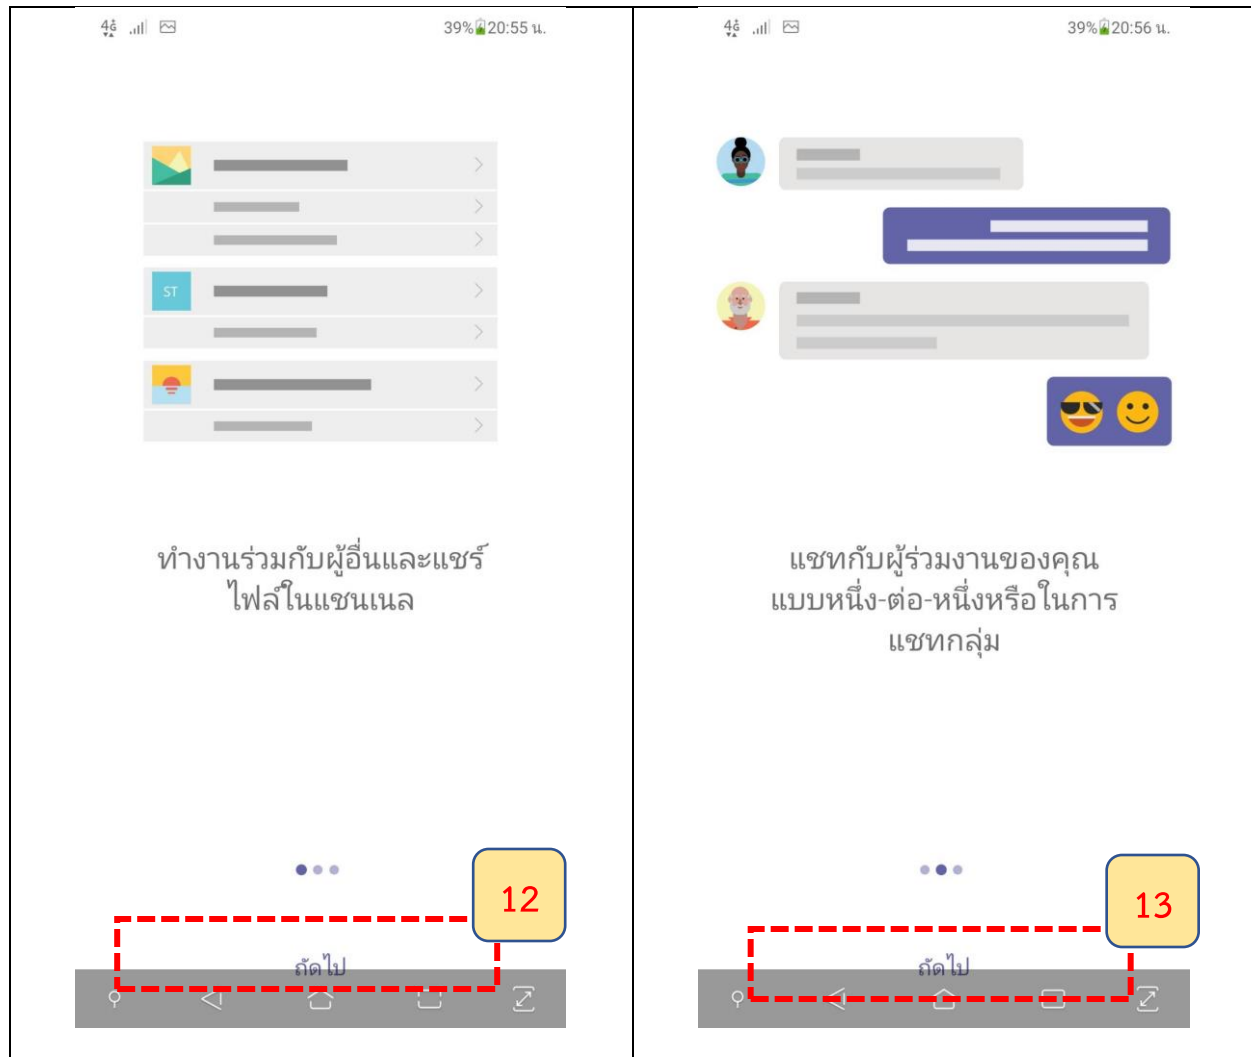 4G 39% 20:55 น.
ST
ทำงานร่วมกับผู้อื่นและแชร์
ไฟล์ในแชนเนล
12
ถัดไป
4G 39% 20:56 น.
แชทกับผู้ร่วมงานของคุณ
แบบหนึ่ง-ต่อ-หนึ่งหรือในการ
แชทกลุ่ม
13
ถัดไป